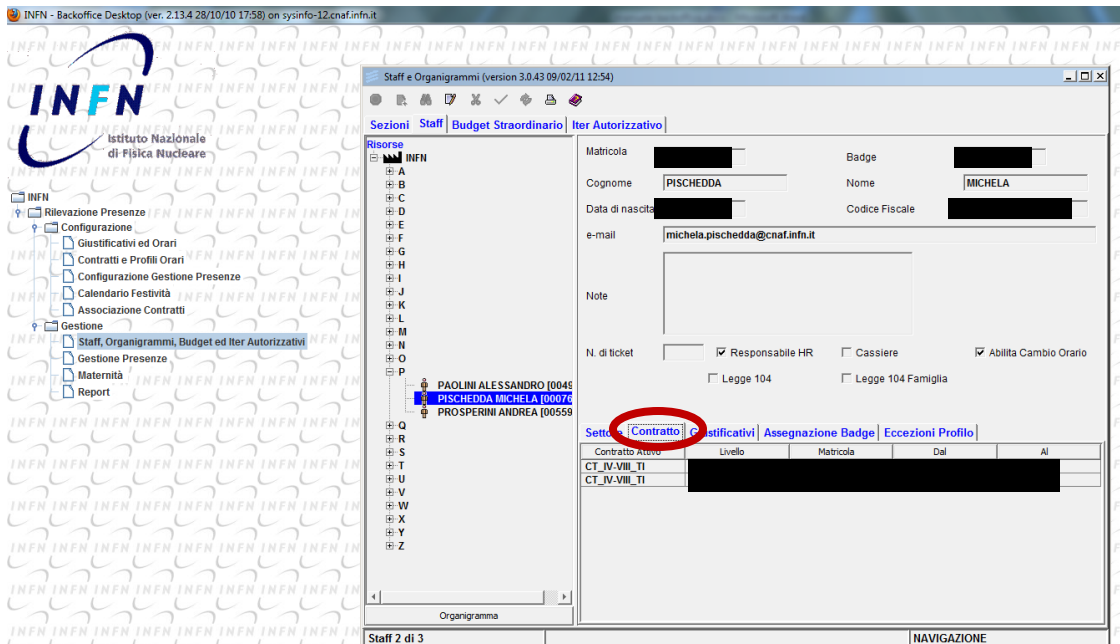 INFN - Backoffice Desktop (ver. 2.13.4 28/10/10 17:58) on sysinfo-12.cnaf.infn.it
INFN
Istituto Nazionale
di Fisica Nucleare
INFN
Rilevazione Presenze
Configurazione
Giustificativi ed Orari
Contratti e Profili Orari
Configurazione Gestione Presenze
Calendario Festività
Associazione Contratti
Gestione
Staff, Organigrammi, Budget ed Iter Autorizzativi
Gestione Presenze
Maternità
Report
Staff e Organigrammi (version 3.0.43 09/02/11 12:54)
Sezioni Staff Budget Straordinario Iter Autorizzativo
Risorse
INFN
A
B
C
D
E
F
G
H
I
J
K
L
M
N
O
P
PAOLINI ALESSANDRO [0049
PISCHEDDA MICHELA [00076
PROSPERINI ANDREA [00559
Q
R
S
T
U
V
W
X
Y
Z
Organigramma
Matricola Badge
Cognome PISCHEDDA Nome MICHELA
Data di nascita Codice Fiscale
e-mail michela.pischedda@cnaf.infn.it
Note
N. di ticket Responsabile HR Cassiere Abilita Cambio Orario
Legge 104 Legge 104 Famiglia
Settore Contratto Giustificativi Assegnazione Badge Eccezioni Profilo
Contratto Attivo Livello Matricola Dal Al
CT_IV-VIII_TI
CT_IV-VIII_TI
Staff 2 di 3 NAVIGAZIONE